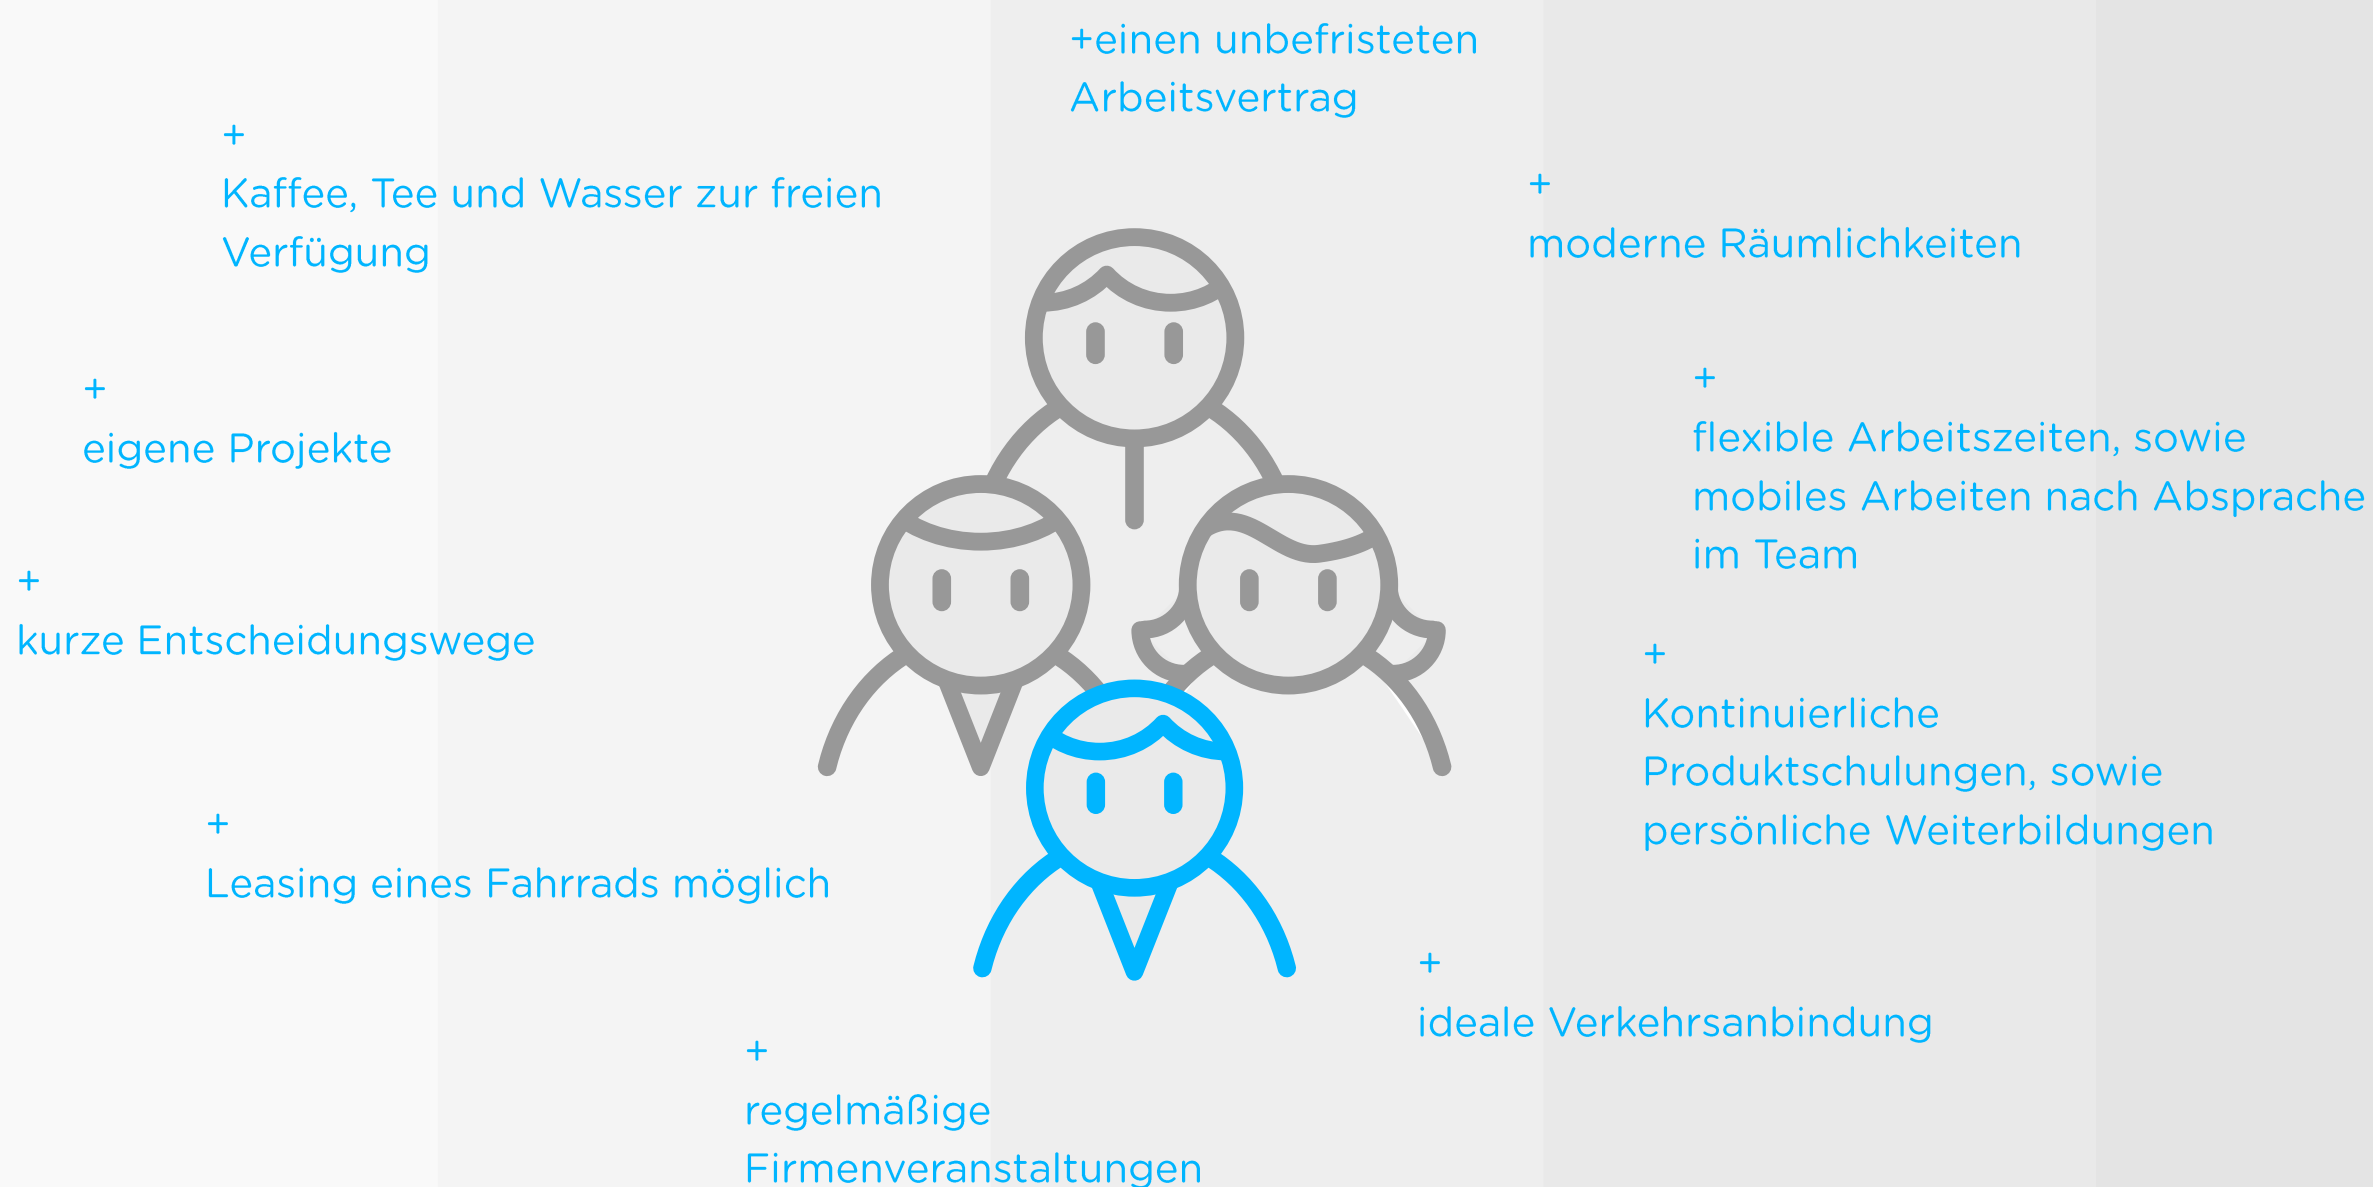 +einen unbefristeten
Arbeitsvertrag
+
Kaffee, Tee und Wasser zur freien
Verfügung
+
moderne Räumlichkeiten
+
eigene Projekte
+
flexible Arbeitszeiten, sowie
mobiles Arbeiten nach Absprache
im Team
+
kurze Entscheidungswege
+
Kontinuierliche
Produktschulungen, sowie
persönliche Weiterbildungen
+
Leasing eines Fahrrads möglich
+
ideale Verkehrsanbindung
+
regelmäßige
Firmenveranstaltungen